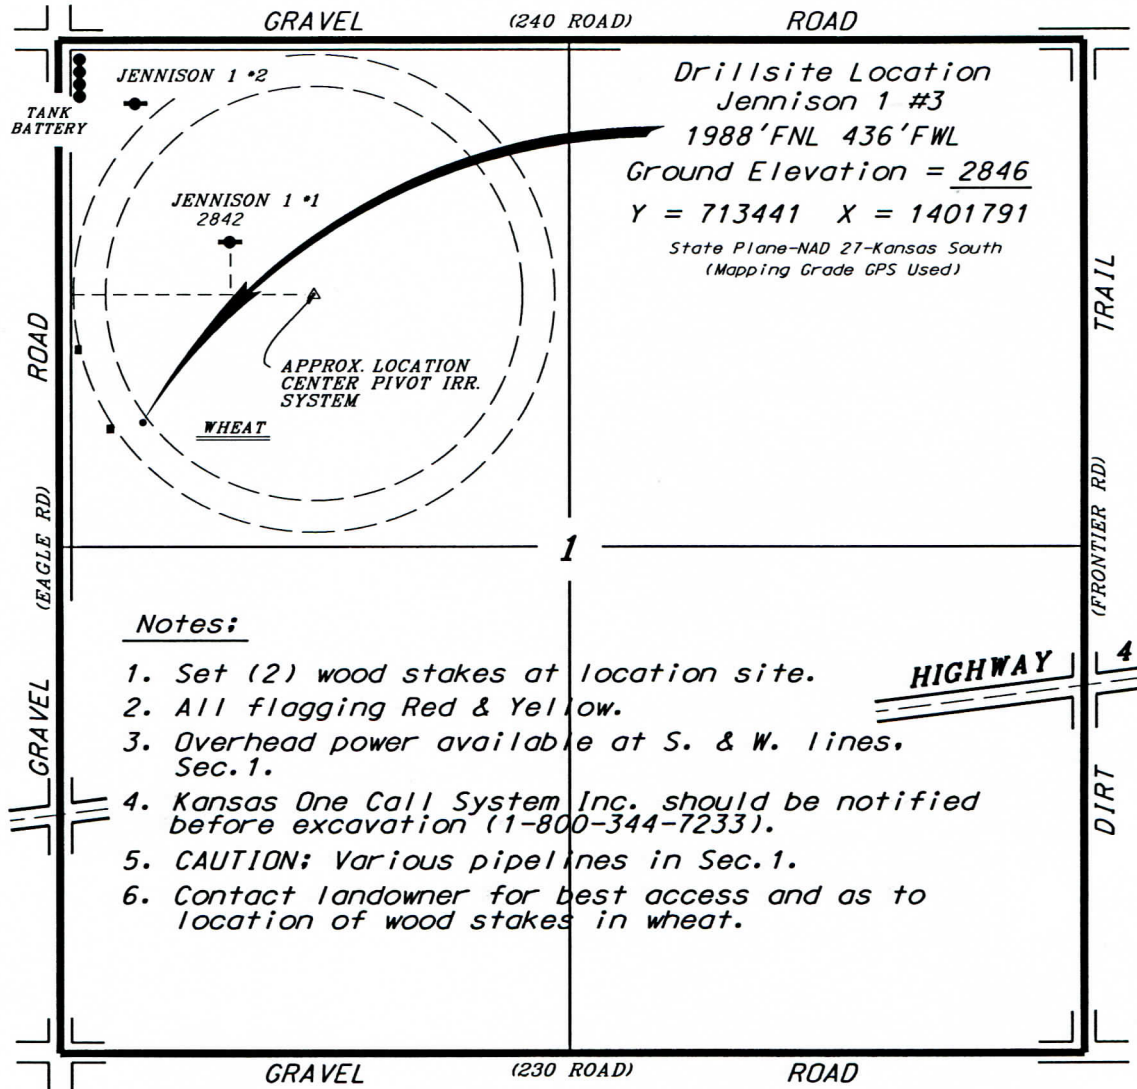 GRAVEL (240 ROAD) ROAD
TANK
BATTERY
JENNISON 1 #2
Drillsite Location
Jennison 1 #3
1988'FNL 436'FWL
Ground Elevation = 2846
Y = 713441 X = 1401791
State Plane-NAD 27-Kansas South
(Mapping Grade GPS Used)
JENNISON 1 #1
2842
APPROX. LOCATION
CENTER PIVOT IRR.
SYSTEM
WHEAT
GRAVEL (EAGLE RD) ROAD
DIRT (FRONTIER RD) TRAIL
1
HIGHWAY 4
Notes:
1. Set (2) wood stakes at location site.
2. All flagging Red & Yellow.
3. Overhead power available at S. & W. lines,
Sec.1.
4. Kansas One Call System Inc. should be notified
before excavation (1-800-344-7233).
5. CAUTION: Various pipelines in Sec.1.
6. Contact landowner for best access and as to
location of wood stakes in wheat.
GRAVEL (230 ROAD) ROAD